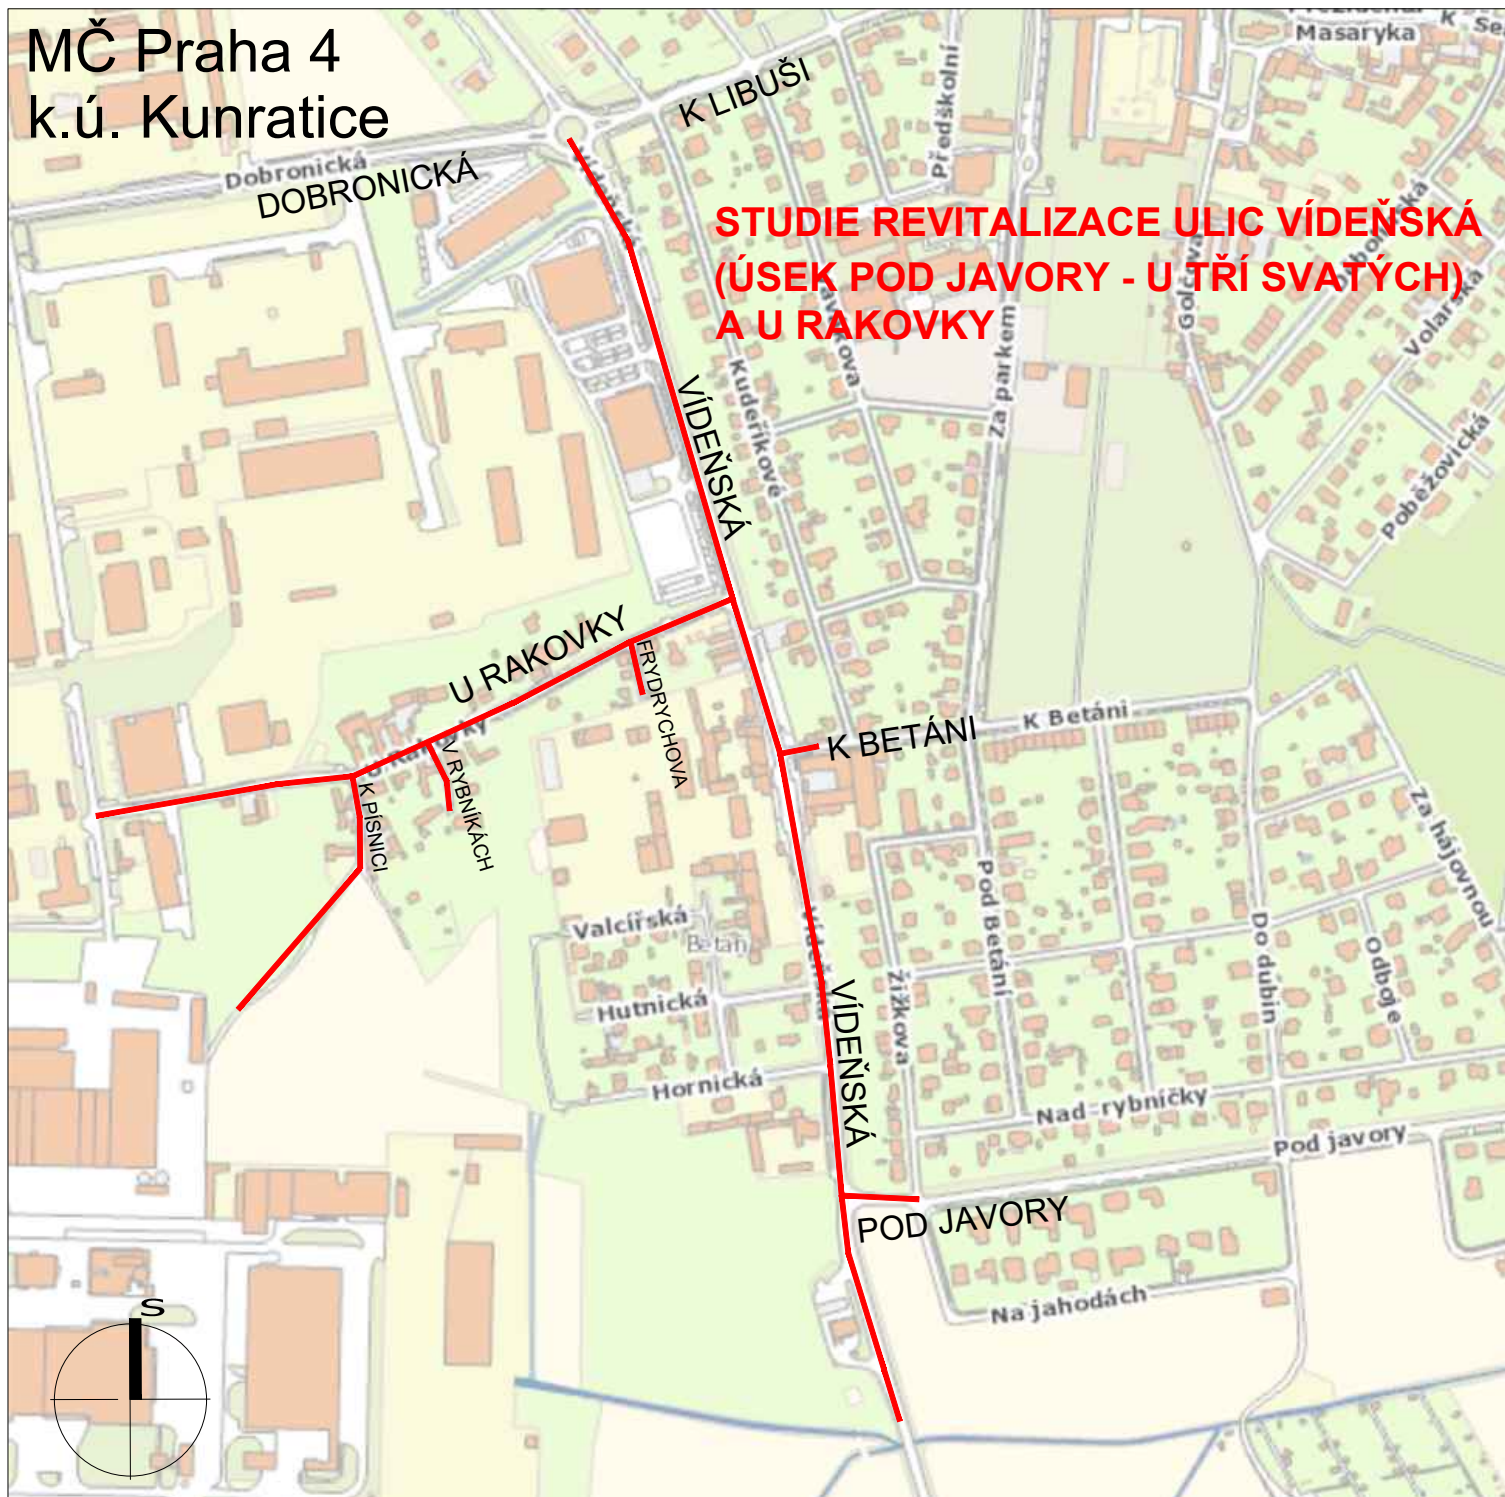 MČ Praha 4
k.ú. Kunratice
Masaryka
K LIBUŠI
Předškolní
Dobronická
DOBRONICKÁ
STUDIE REVITALIZACE ULIC VÍDEŇSKÁ
(ÚSEK POD JAVORY - U TŘÍ SVATÝCH)
A U RAKOVKY
Golčova
Volarská
Za parkem
Kudeříkové
VÍDEŇSKÁ
Poběžovická
U RAKOVKY
FRYDRYCHOVA
K Betáni
K BETÁNI
V RYBNÍKÁCH
K PÍSNICI
Za hájovnou
Pod Betání
Valcířská
Betáň
Do dubin
Odboje
Hutnická
Žižkova
VÍDEŇSKÁ
Hornická
Nad rybníčky
Pod javory
POD JAVORY
Na jahodách
S